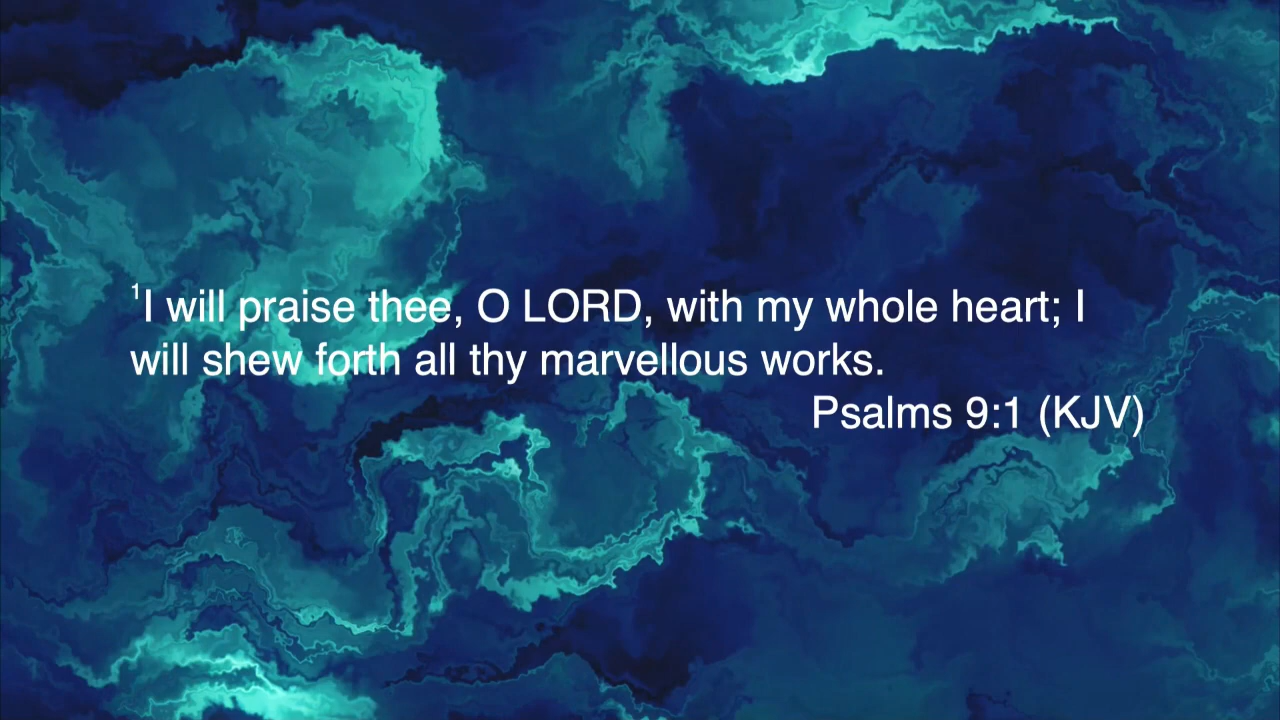 ¹I will praise thee, O LORD, with my whole heart; I
will shew forth all thy marvellous works.
Psalms 9:1 (KJV)